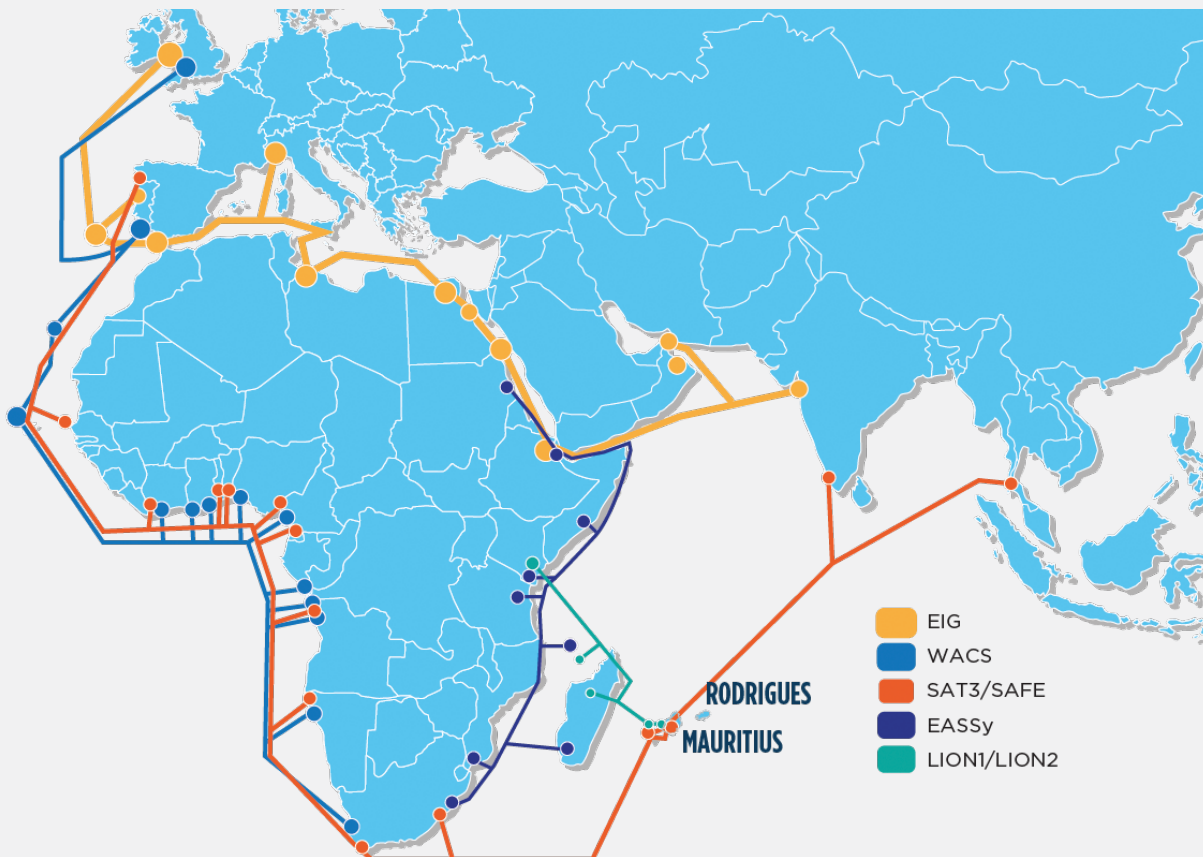 EIG
WACS
SAT3/SAFE
RODRIGUES
EASSy
MAURITIUS
LION1/LION2